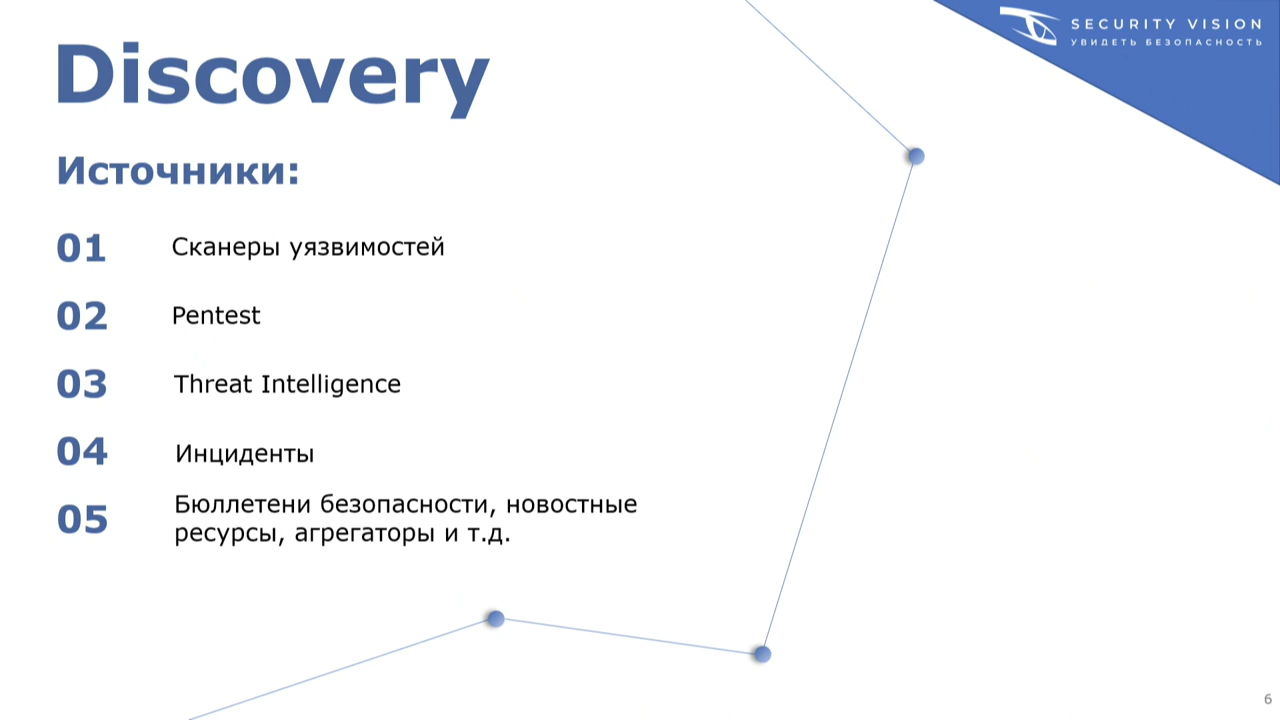 SECURITY VISION
УВИДЕТЬ БЕЗОПАСНОСТЬ
Discovery
Источники:
01 Сканеры уязвимостей
02 Pentest
03 Threat Intelligence
04 Инциденты
05 Бюллетени безопасности, новостные
ресурсы, агрегаторы и т.д.
6